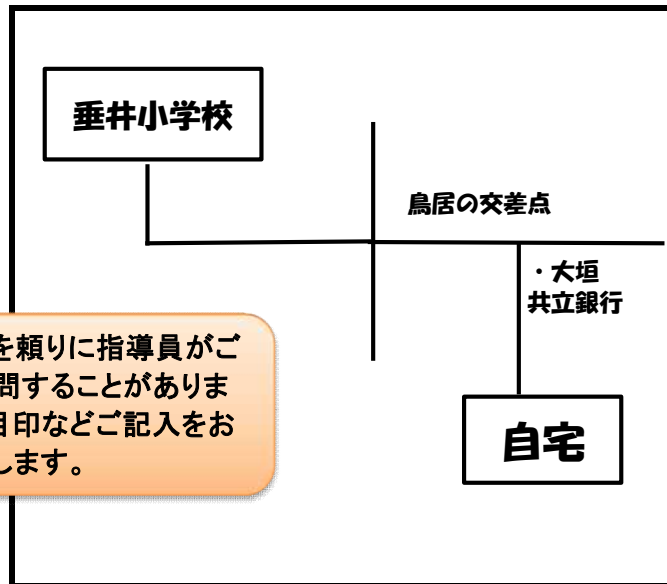 垂井小学校
鳥居の交差点
・大垣
共立銀行
を頼りに指導員がご
問することがありま
目印などご記入をお
します。
自宅